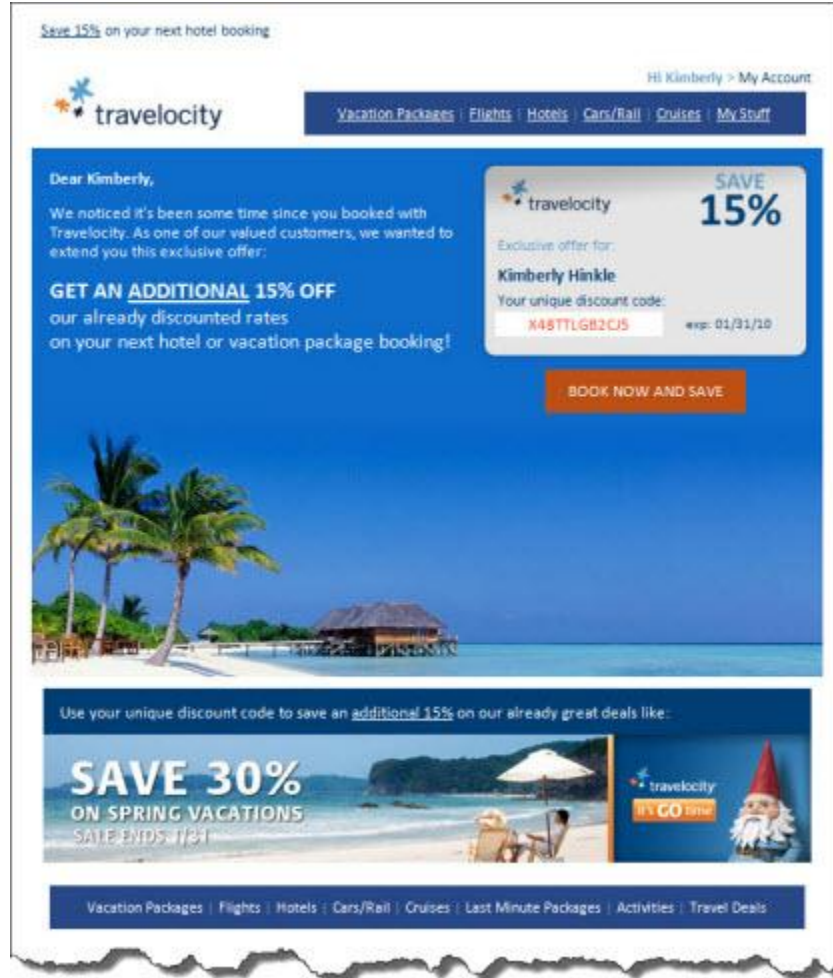 Save 15% on your next hotel booking
Hi Kimberly > My Account
travelocity
Vacation Packages | Flights | Hotels | Cars/Rail | Cruises | My Stuff
Dear Kimberly,
We noticed it's been some time since you booked with
Travelocity. As one of our valued customers, we wanted to
extend you this exclusive offer:
GET AN ADDITIONAL 15% OFF
our already discounted rates
on your next hotel or vacation package booking!
travelocity
SAVE
15%
Exclusive offer for:
Kimberly Hinkle
Your unique discount code:
X48TTLGB2CJ5 exp: 01/31/10
BOOK NOW AND SAVE
Use your unique discount code to save an additional 15% on our already great deals like:
SAVE 30%
ON SPRING VACATIONS
SALE ENDS 1/31
travelocity
it's GO time
Vacation Packages | Flights | Hotels | Cars/Rail | Cruises | Last Minute Packages | Activities | Travel Deals